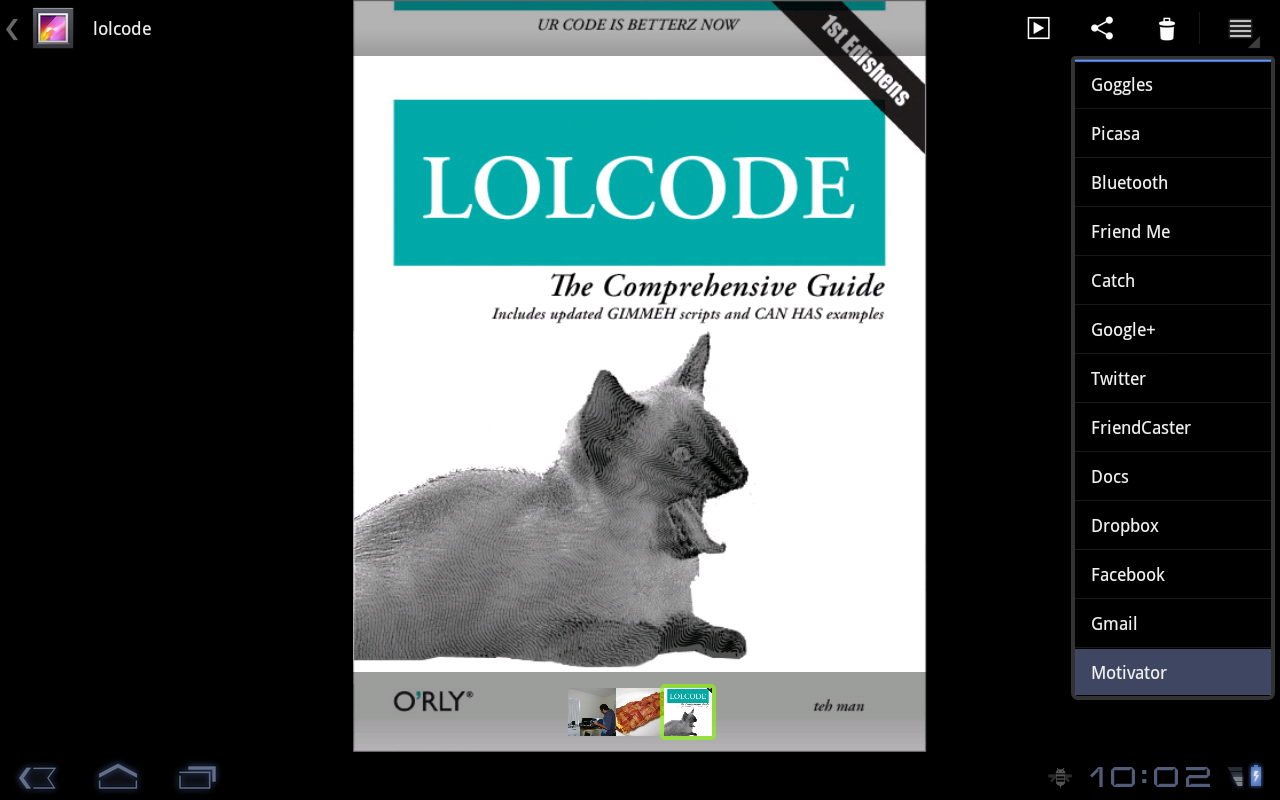 lolcode
UR CODE IS BETTERZ NOW
1st Edishens
LOLCODE
The Comprehensive Guide
Includes updated GIMMEH scripts and CAN HAS examples
O'RLY®
LOLCODE
teh man
Goggles
Picasa
Bluetooth
Friend Me
Catch
Google+
Twitter
FriendCaster
Docs
Dropbox
Facebook
Gmail
Motivator
10:02